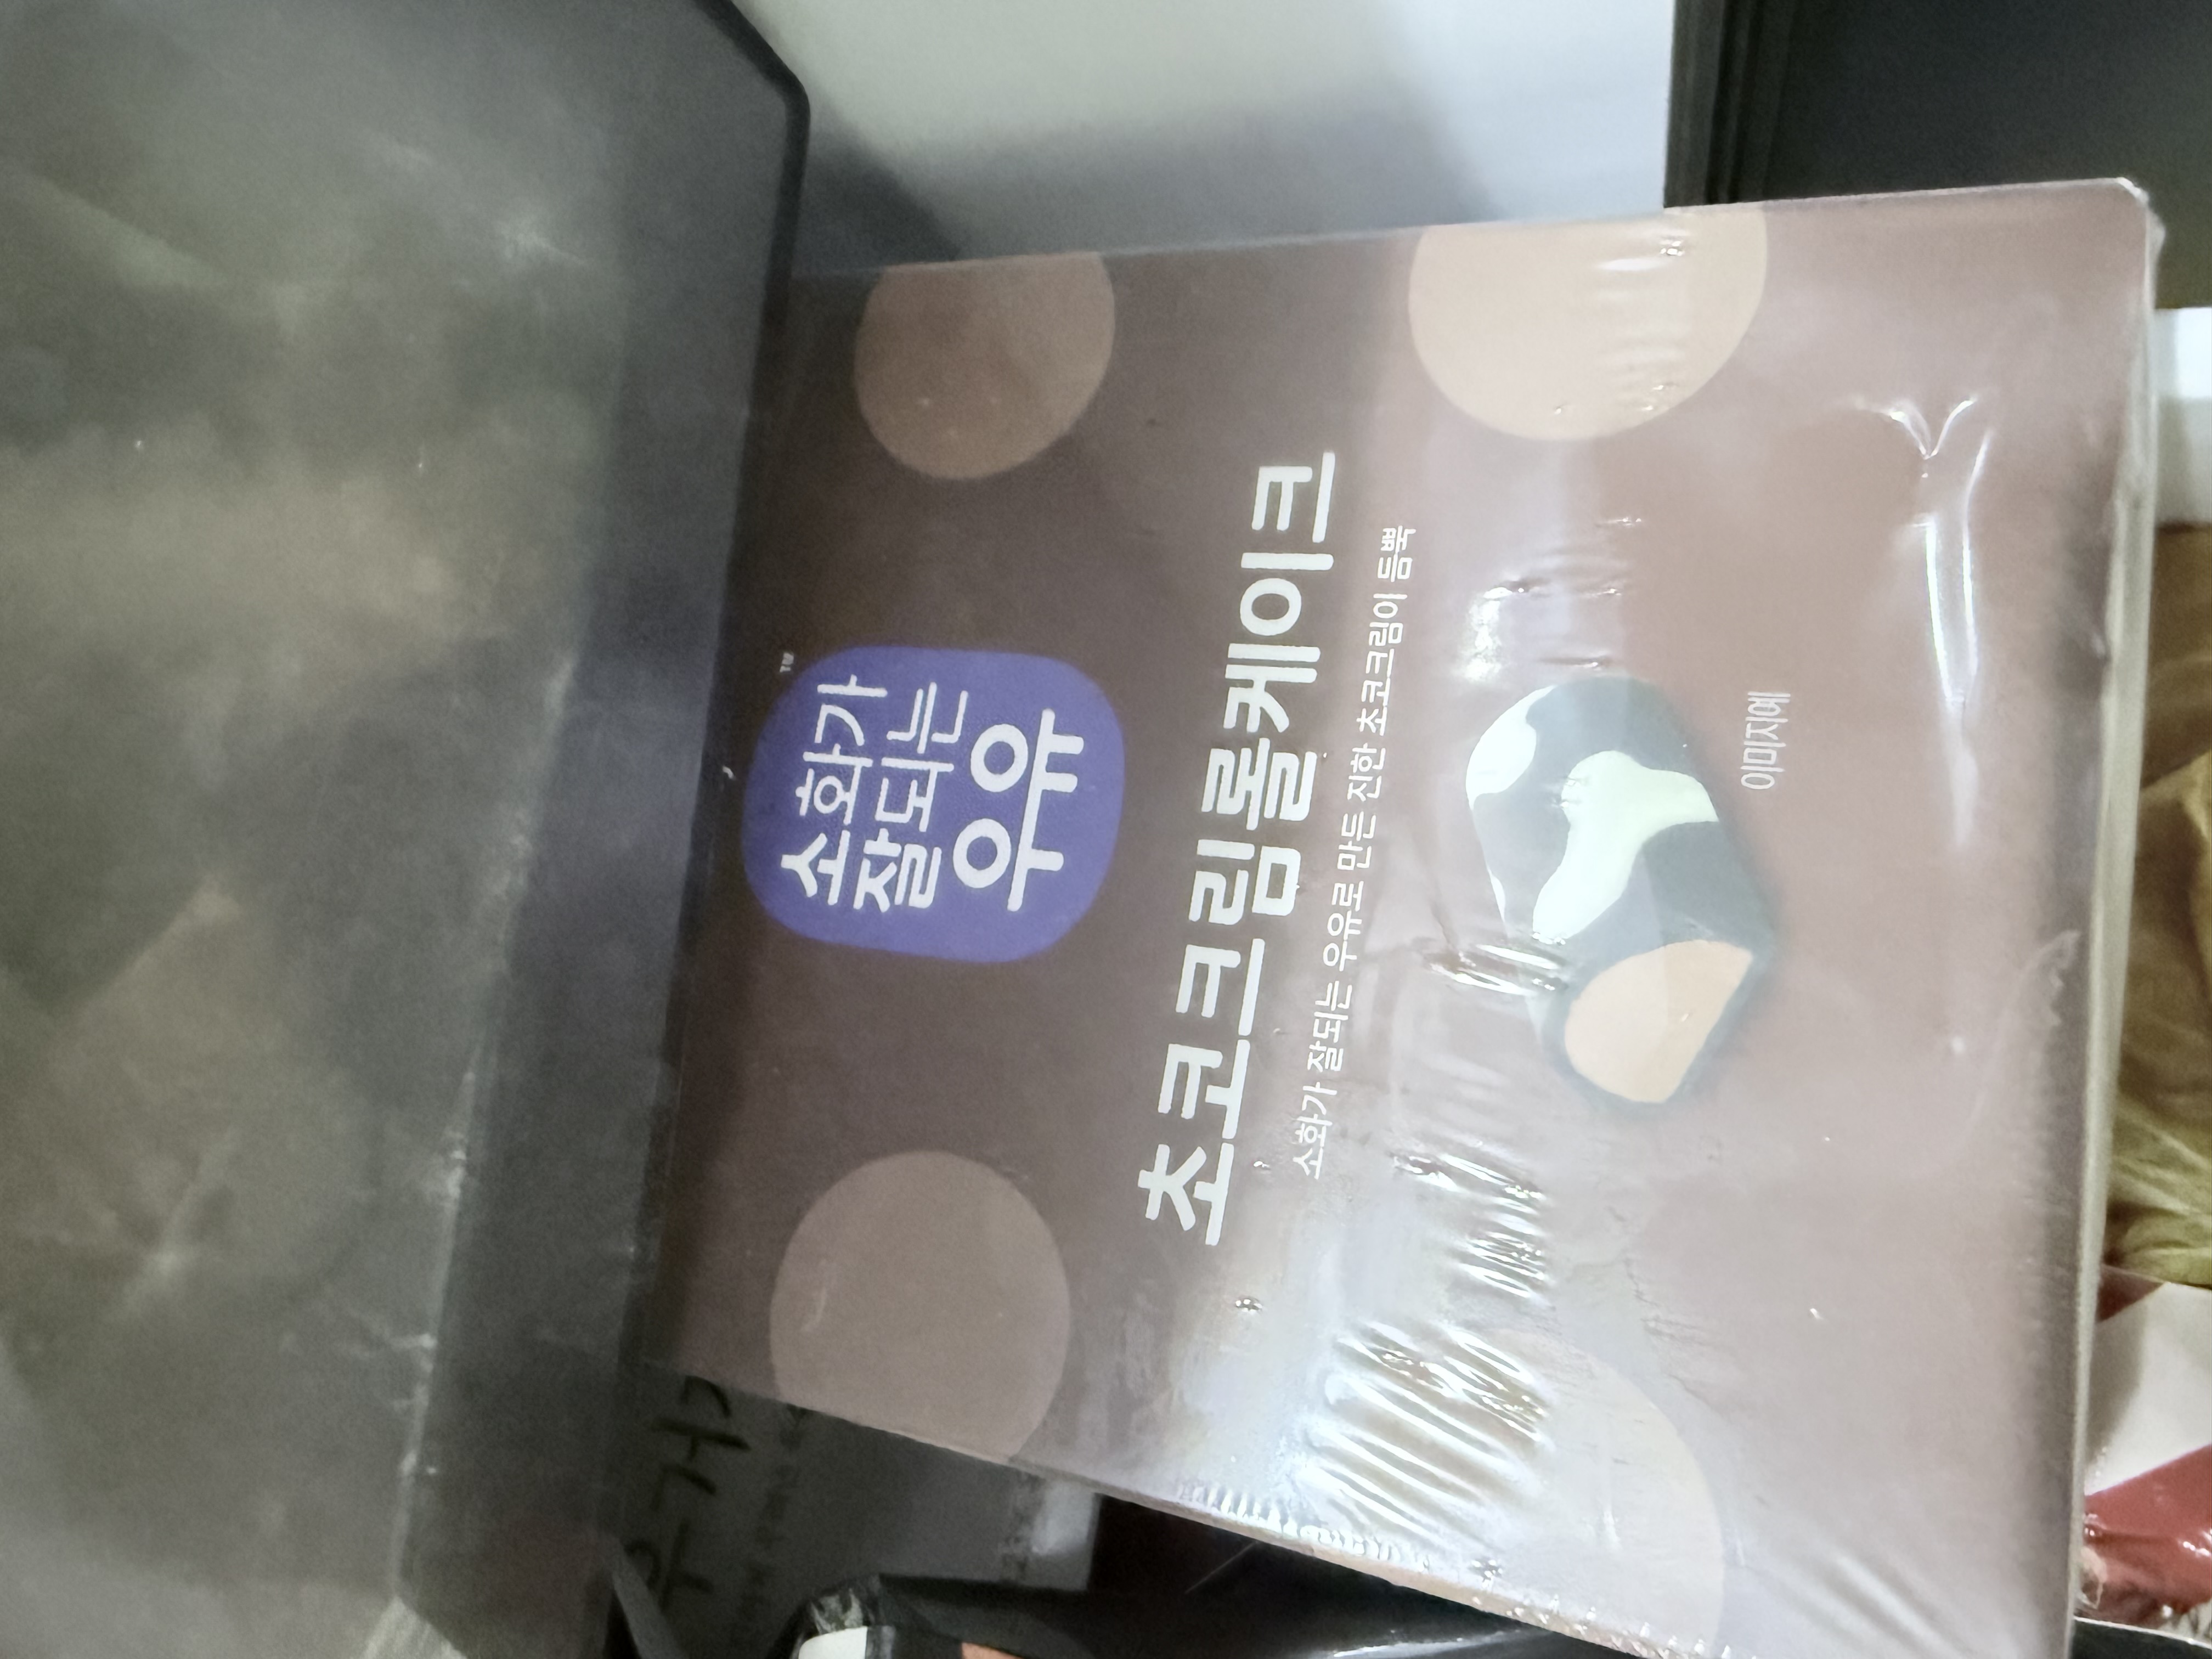 소화가
잘되는
우유
TM
초코크림롤케이크
소화가 잘되는 우유로 만든 진한 초코크림이 듬뿍
이미지예